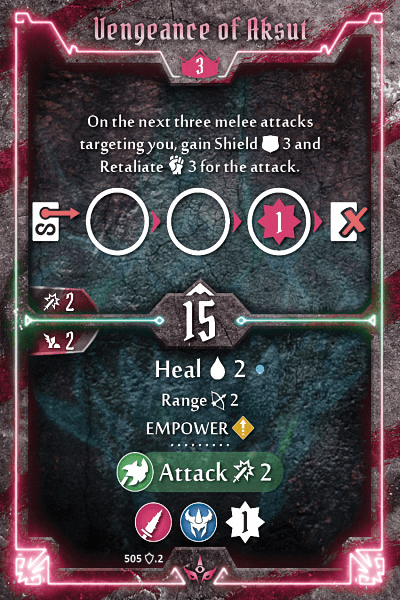 Vengeance of Aksut
3
On the next three melee attacks
targeting you, gain Shield 3 and
Retaliate 3 for the attack.
1
2
15
2
Heal 2
Range 2
EMPOWER
Attack 2
1
505 .2